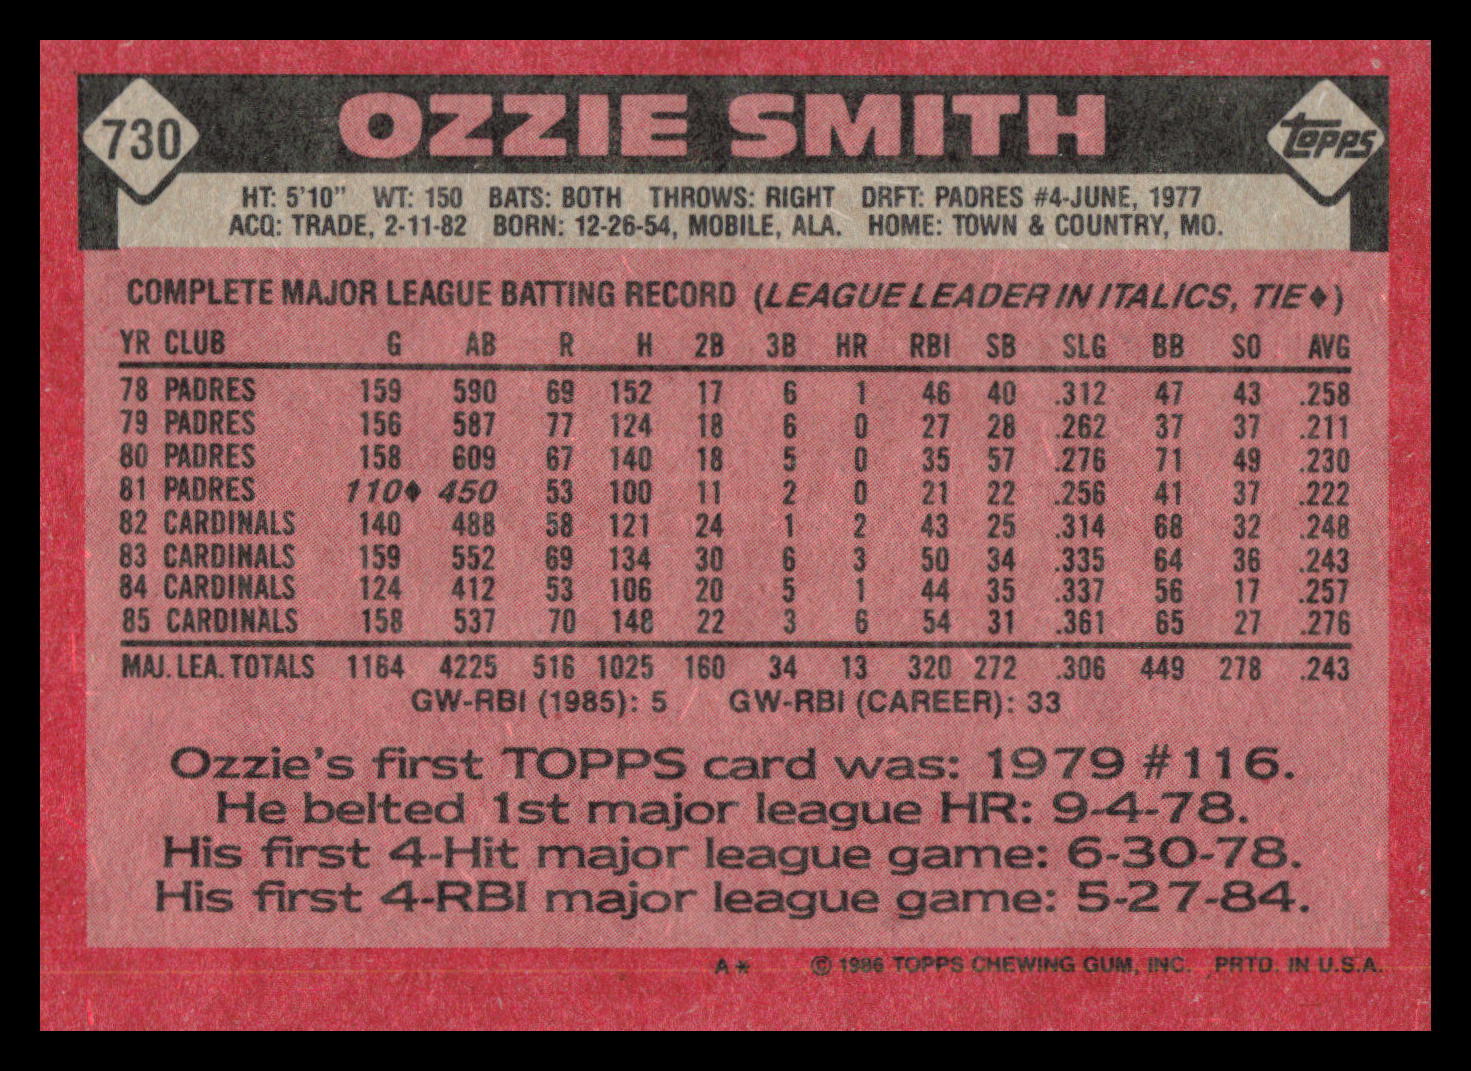 730
OZZIE SMITH
TOPPS
HT: 5'10" WT: 150 BATS: BOTH THROWS: RIGHT DRFT: PADRES #4-JUNE, 1977
ACQ: TRADE, 2-11-82 BORN: 12-26-54, MOBILE, ALA. HOME: TOWN & COUNTRY, MO.
COMPLETE MAJOR LEAGUE BATTING RECORD (LEAGUE LEADER IN ITALICS, TIE♦)
YR CLUB G AB R H 2B 3B HR RBI SB SLG BB SO AVG
78 PADRES 159 590 69 152 17 6 1 46 40 .312 47 43 .258
79 PADRES 156 587 77 124 18 6 0 27 28 .262 37 37 .211
80 PADRES 158 609 67 140 18 5 0 35 57 .276 71 49 .230
81 PADRES 110♦ 450 53 100 11 2 0 21 22 .256 41 37 .222
82 CARDINALS 140 488 58 121 24 1 2 43 25 .314 68 32 .248
83 CARDINALS 159 552 69 134 30 6 3 50 34 .335 64 36 .243
84 CARDINALS 124 412 53 106 20 5 1 44 35 .337 56 17 .257
85 CARDINALS 158 537 70 148 22 3 6 54 31 .361 65 27 .276
MAJ. LEA. TOTALS 1164 4225 516 1025 160 34 13 320 272 .306 449 278 .243
GW-RBI (1985): 5 GW-RBI (CAREER): 33
Ozzie's first TOPPS card was: 1979 #116.
He belted 1st major league HR: 9-4-78.
His first 4-Hit major league game: 6-30-78.
His first 4-RBI major league game: 5-27-84.
A* © 1986 TOPPS CHEWING GUM, INC. PRTD. IN U.S.A.